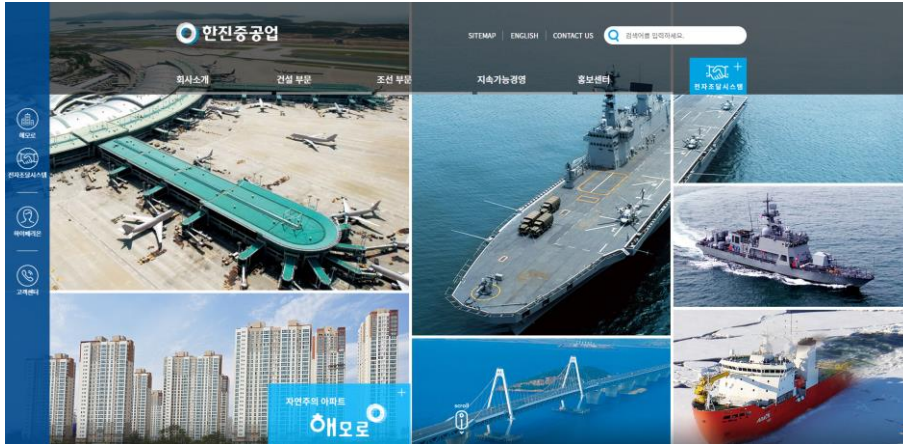 한진중공업
SITEMAP
ENGLISH
CONTACT US
검색어를 입력하세요.
회사소개
건설 부문
조선 부문
지속가능경영
홍보센터
전자조달시스템
해모로
전자조달시스템
하이베러온
고객센터
자연주의 아파트
해모로
scroll